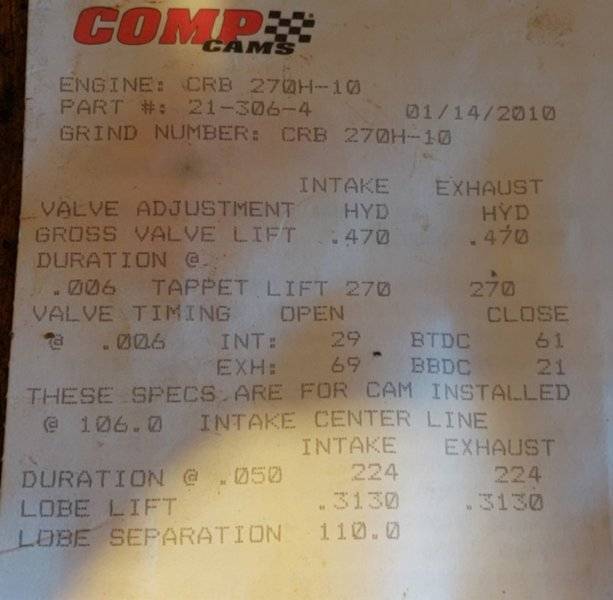 COMP
CAMS
ENGINE: CRB 270H-10
PART #: 21-306-4 01/14/2010
GRIND NUMBER: CRB 270H-10
INTAKE EXHAUST
VALVE ADJUSTMENT HYD HYD
GROSS VALVE LIFT .470 .470
DURATION @
.006 TAPPET LIFT 270 270
VALVE TIMING OPEN CLOSE
@ .006 INT: 29 BTDC 61
EXH: 69 BBDC 21
THESE SPECS ARE FOR CAM INSTALLED
@ 106.0 INTAKE CENTER LINE
INTAKE EXHAUST
DURATION @ .050 224 224
LOBE LIFT .3130 .3130
LOBE SEPARATION 110.0